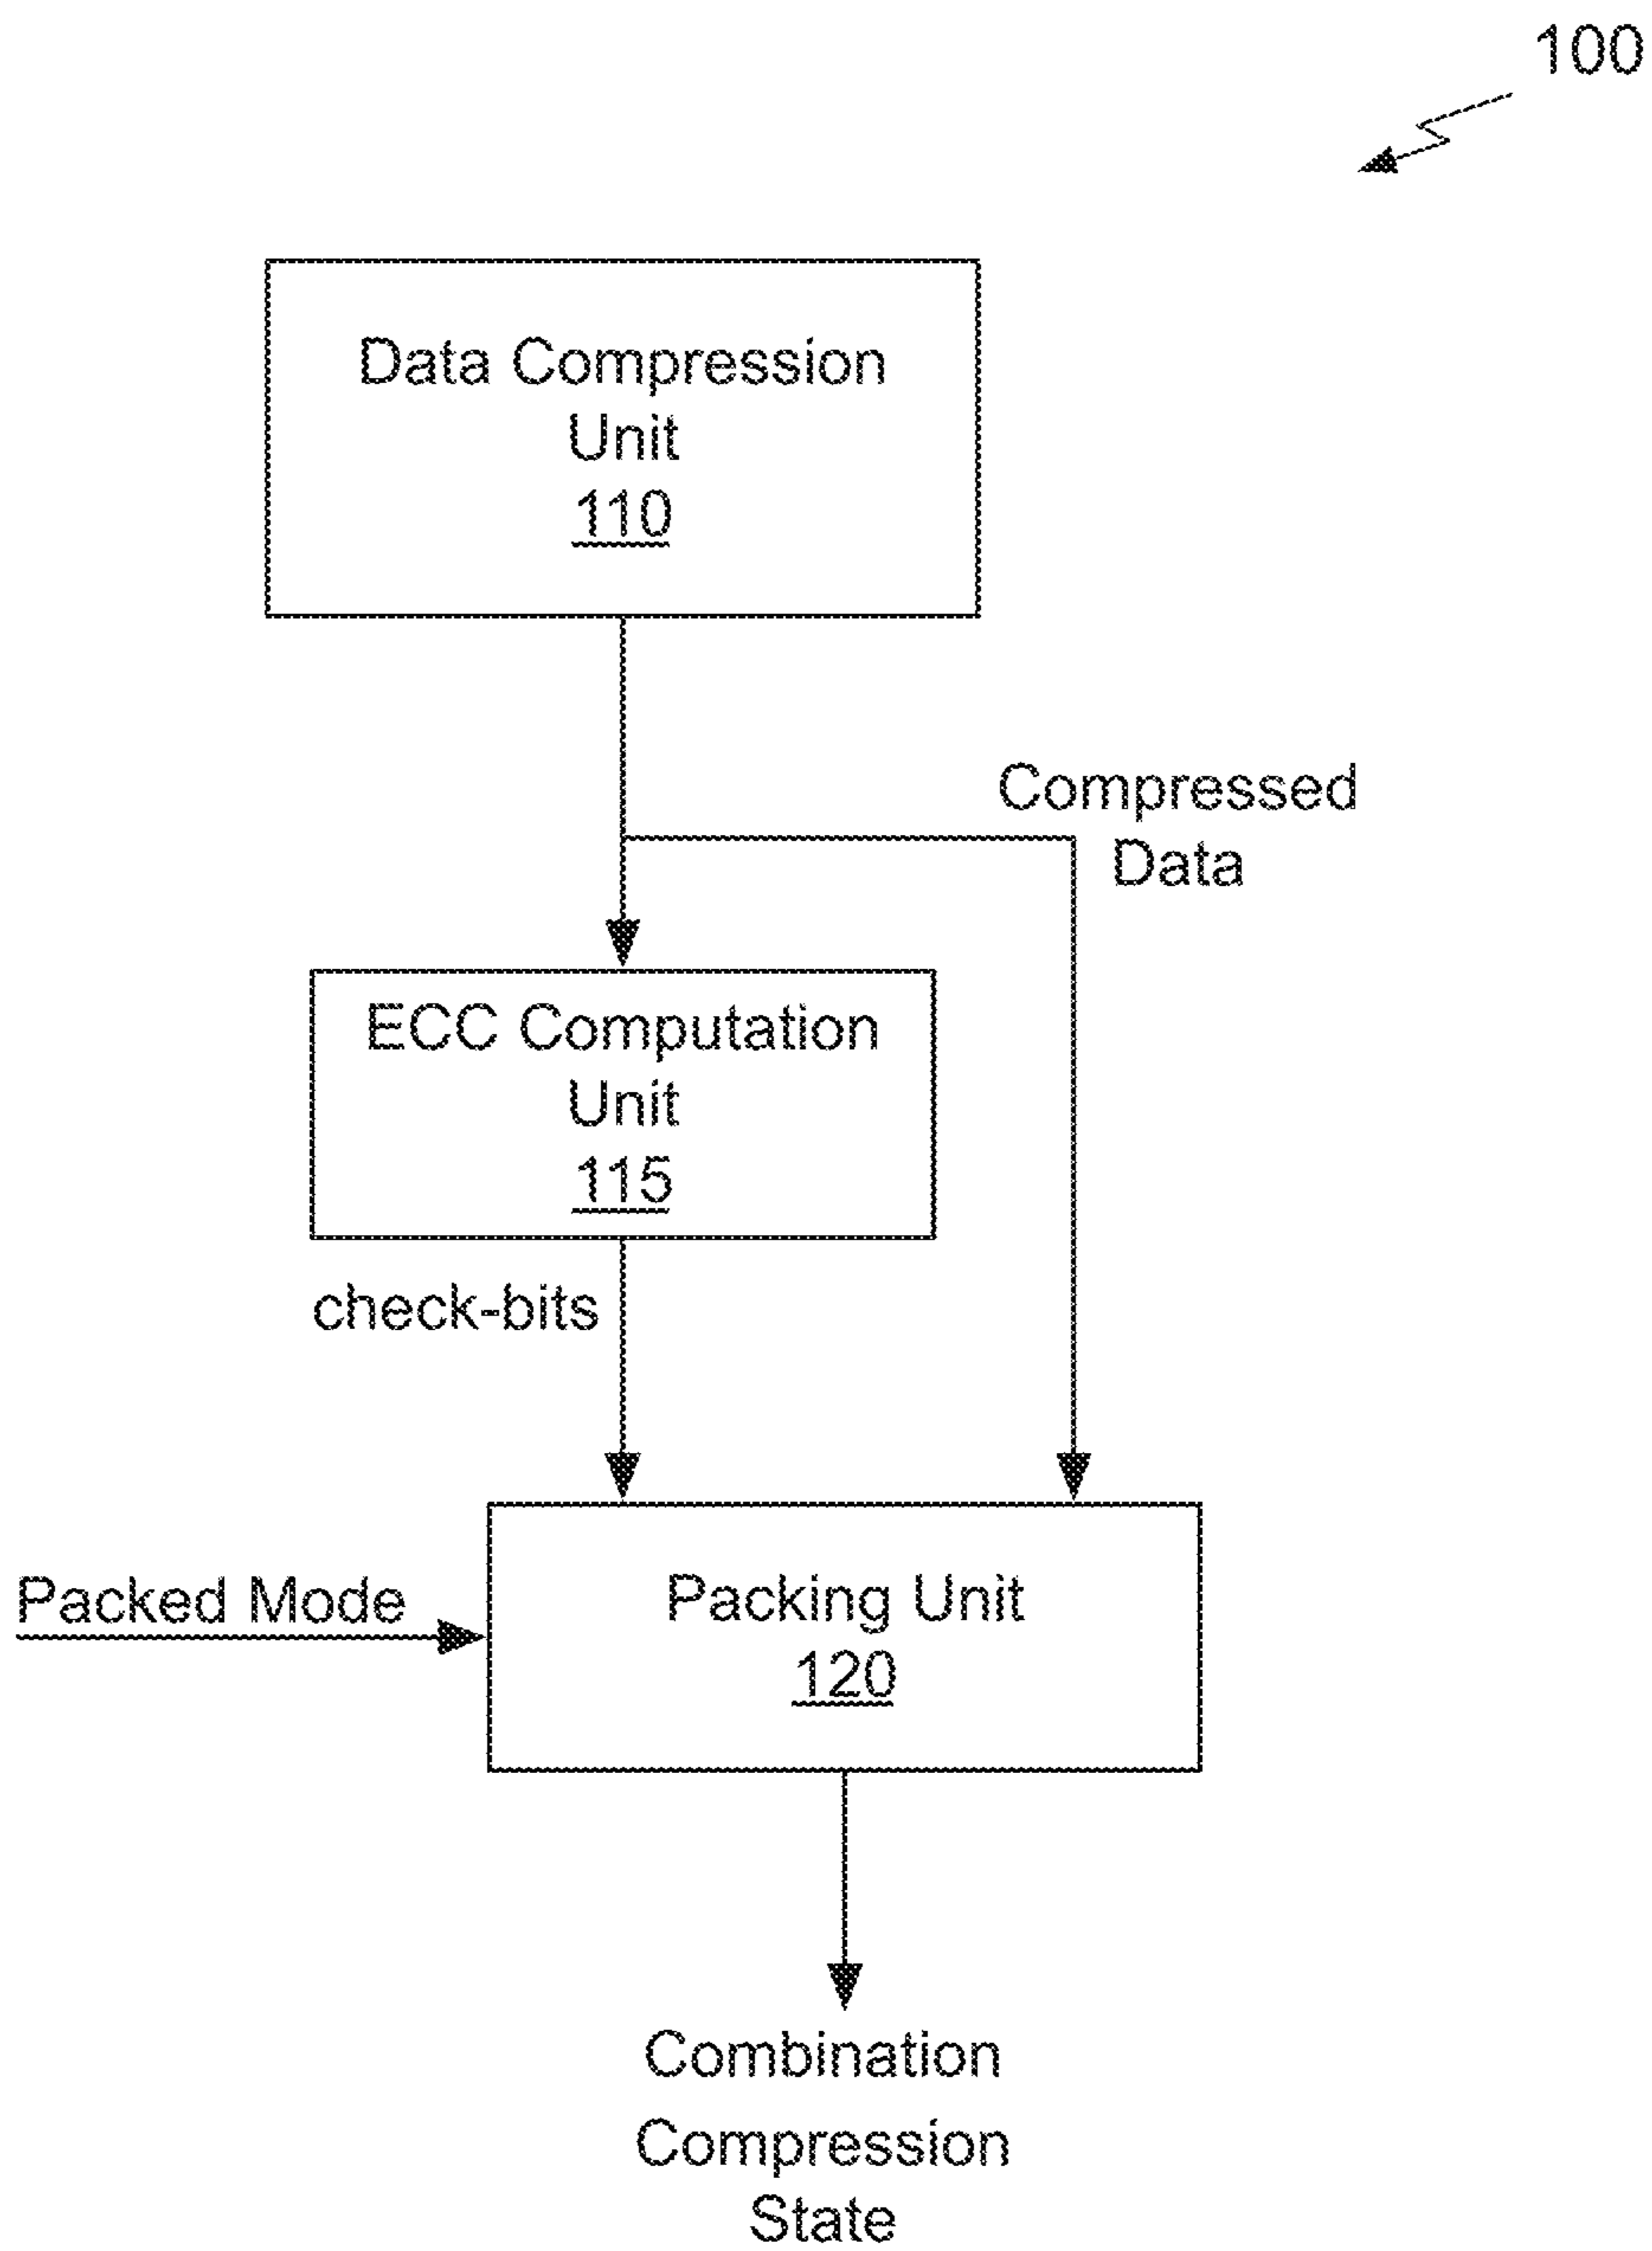 100
Data Compression
Unit
110
Compressed
Data
ECC Computation
Unit
115
check-bits
Packed Mode
Packing Unit
120
Combination
Compression
State